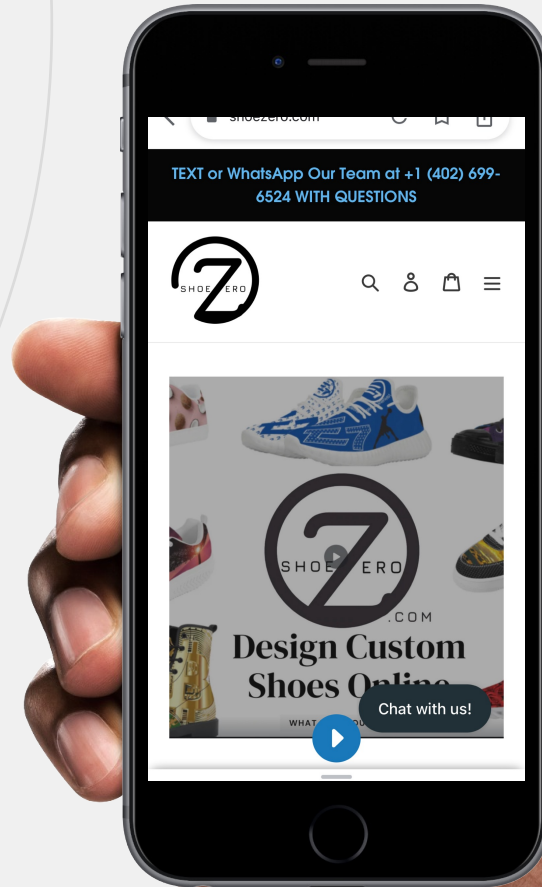 shoezero.com
TEXT or WhatsApp Our Team at +1 (402) 699-
6524 WITH QUESTIONS
SHOE ZERO
SHOE ZERO
.COM
Design Custom
Shoes Online
WHAT
Chat with us!